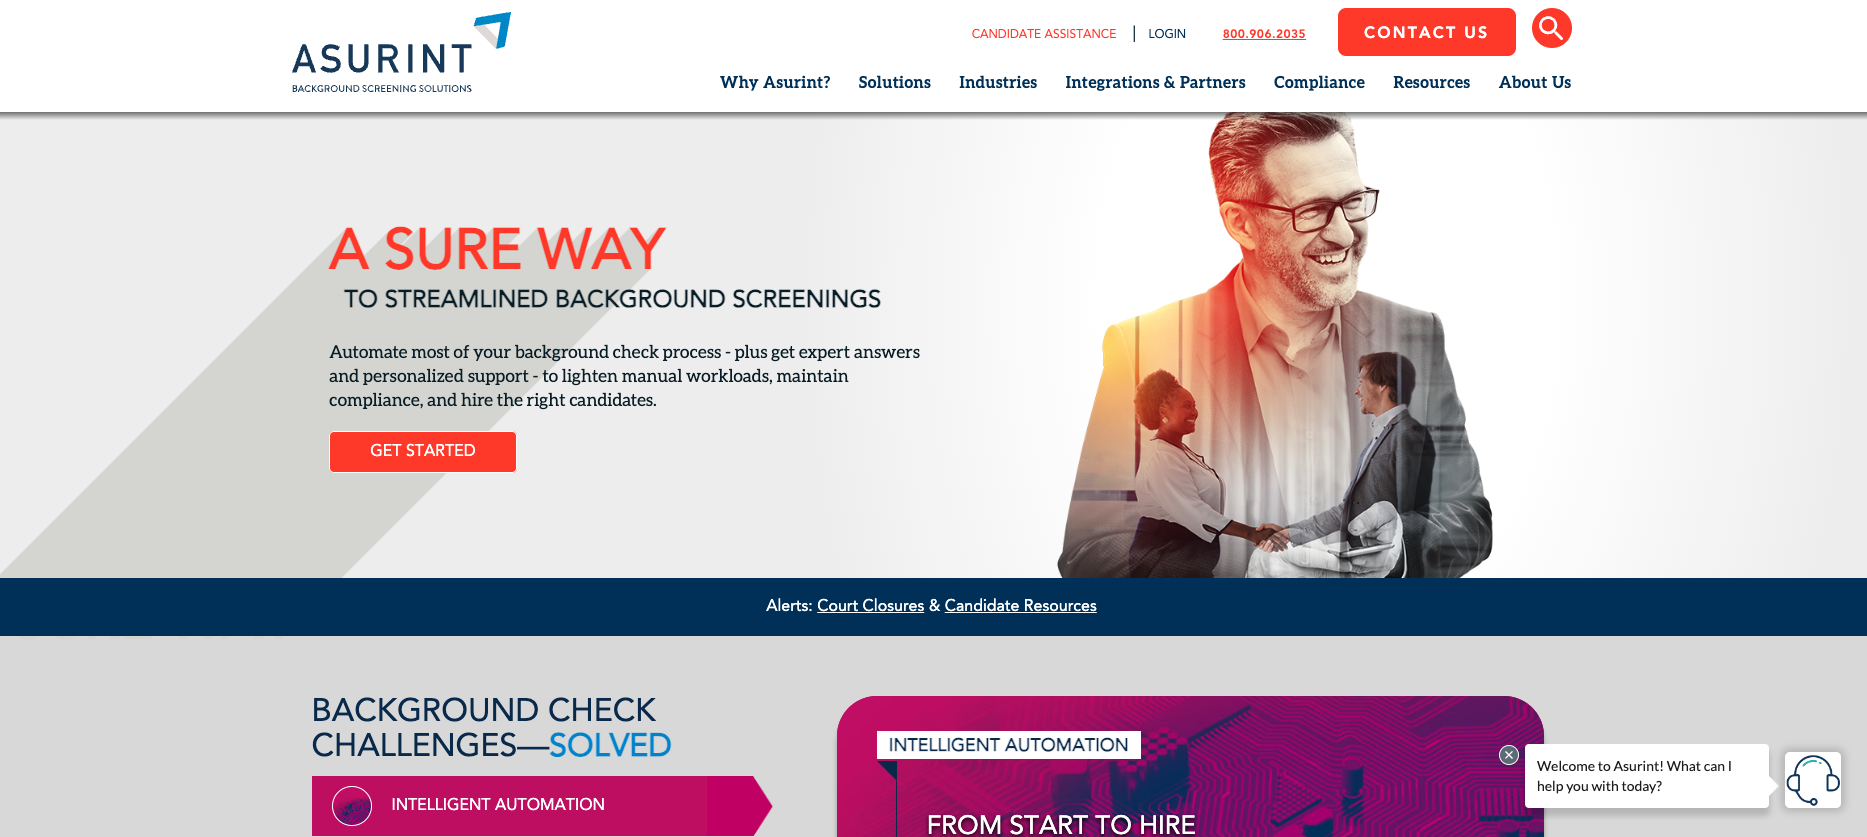 ASURINT
BACKGROUND SCREENING SOLUTIONS
CANDIDATE ASSISTANCE
LOGIN
800.906.2035
CONTACT US
Why Asurint?
Solutions
Industries
Integrations & Partners
Compliance
Resources
About Us
A SURE WAY
TO STREAMLINED BACKGROUND SCREENINGS
Automate most of your background check process - plus get expert answers
and personalized support - to lighten manual workloads, maintain
compliance, and hire the right candidates.
GET STARTED
Alerts: Court Closures & Candidate Resources
BACKGROUND CHECK
CHALLENGES—SOLVED
INTELLIGENT AUTOMATION
INTELLIGENT AUTOMATION
FROM START TO HIRE
Welcome to Asurint! What can I
help you with today?